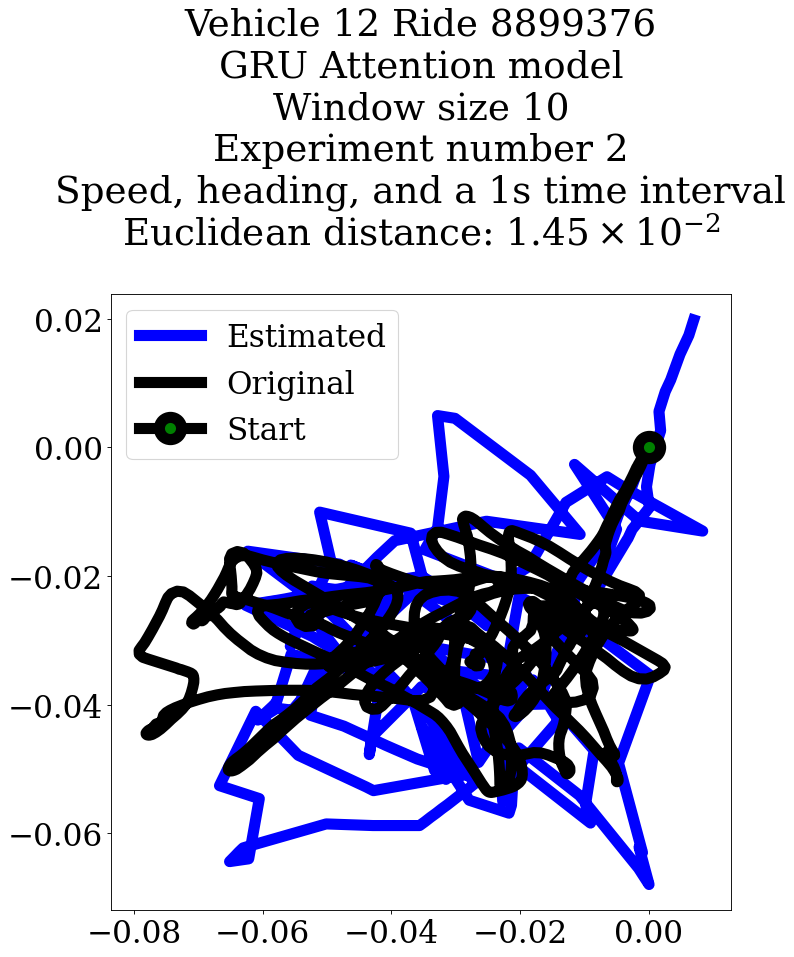 Vehicle 12 Ride 8899376
GRU Attention model
Window size 10
Experiment number 2
Speed, heading, and a 1s time interval
Euclidean distance: 1.45 × 10⁻²
Estimated
Original
Start
0.02
0.00
−0.02
−0.04
−0.06
−0.08 −0.06 −0.04 −0.02 0.00